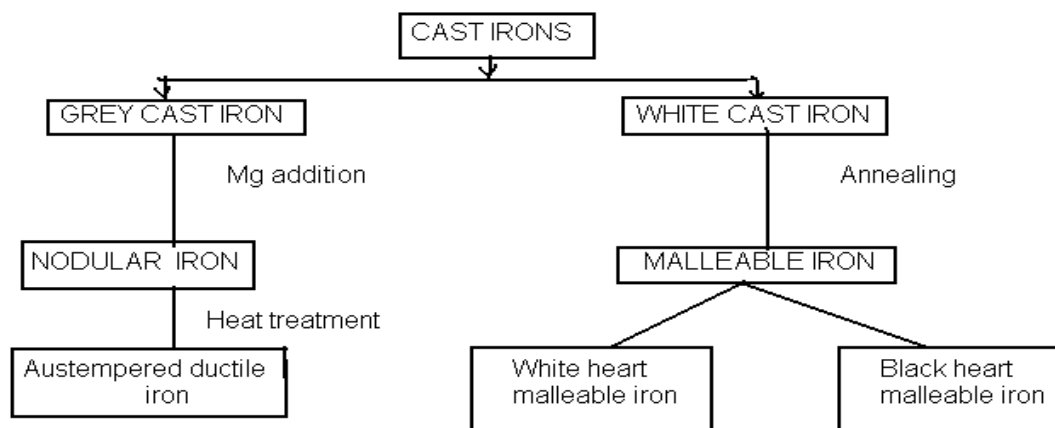 CAST IRONS
GREY CAST IRON
WHITE CAST IRON
Mg addition
Annealing
NODULAR IRON
MALLEABLE IRON
Heat treatment
Austempered ductile
iron
White heart
malleable iron
Black heart
malleable iron